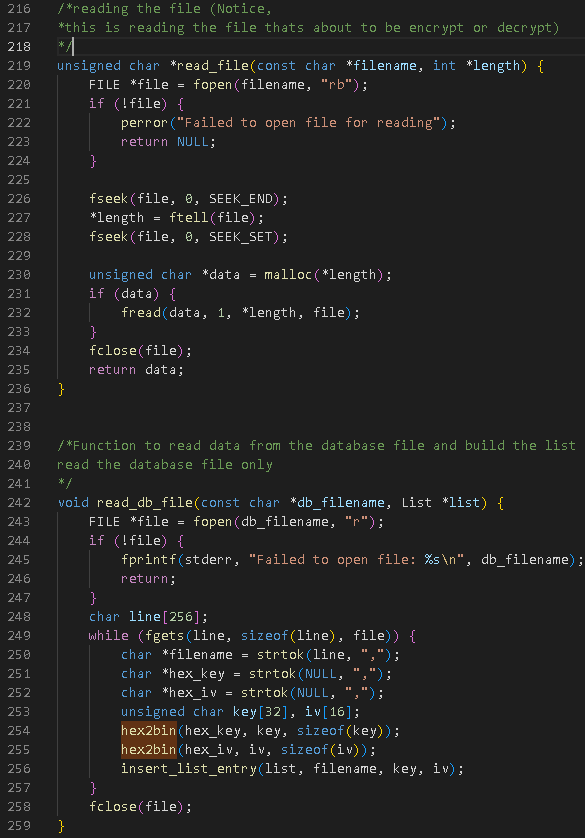 216 /*reading the file (Notice,
217 *this is reading the file thats about to be encrypt or decrypt)
218 */
219 unsigned char *read_file(const char *filename, int *length) {
220     FILE *file = fopen(filename, "rb");
221     if (!file) {
222         perror("Failed to open file for reading");
223         return NULL;
224     }
225
226     fseek(file, 0, SEEK_END);
227     *length = ftell(file);
228     fseek(file, 0, SEEK_SET);
229
230     unsigned char *data = malloc(*length);
231     if (data) {
232         fread(data, 1, *length, file);
233     }
234     fclose(file);
235     return data;
236 }
237
238
239 /*Function to read data from the database file and build the list
240 read the database file only
241 */
242 void read_db_file(const char *db_filename, List *list) {
243     FILE *file = fopen(db_filename, "r");
244     if (!file) {
245         fprintf(stderr, "Failed to open file: %s\n", db_filename);
246         return;
247     }
248     char line[256];
249     while (fgets(line, sizeof(line), file)) {
250         char *filename = strtok(line, ",");
251         char *hex_key = strtok(NULL, ",");
252         char *hex_iv = strtok(NULL, ",");
253         unsigned char key[32], iv[16];
254         hex2bin(hex_key, key, sizeof(key));
255         hex2bin(hex_iv, iv, sizeof(iv));
256         insert_list_entry(list, filename, key, iv);
257     }
258     fclose(file);
259 }